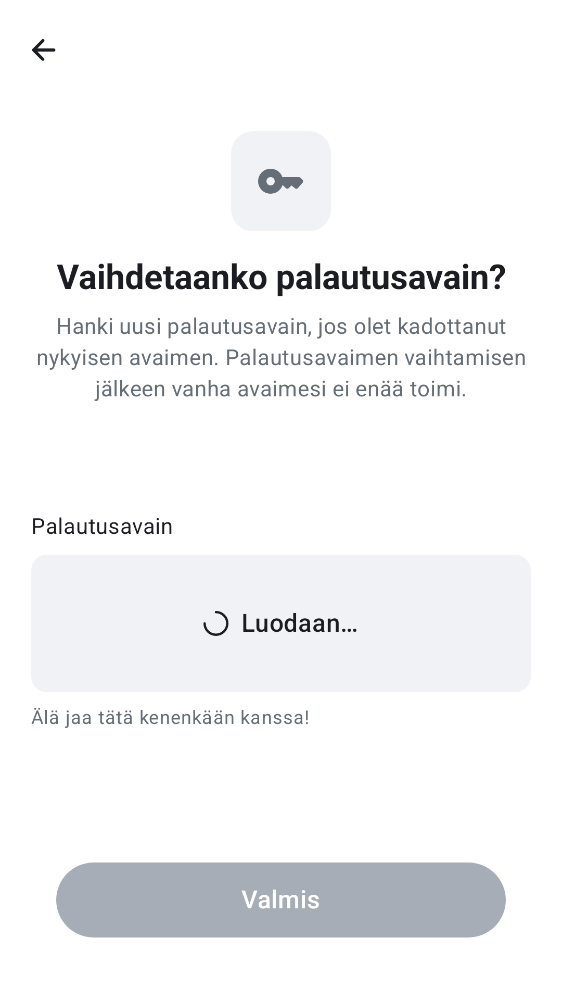 Vaihdetaanko palautusavain?
Hanki uusi palautusavain, jos olet kadottanut
nykyisen avaimen. Palautusavaimen vaihtamisen
jälkeen vanha avaimesi ei enää toimi.
Palautusavain
Luodaan…
Älä jaa tätä kenenkään kanssa!
Valmis